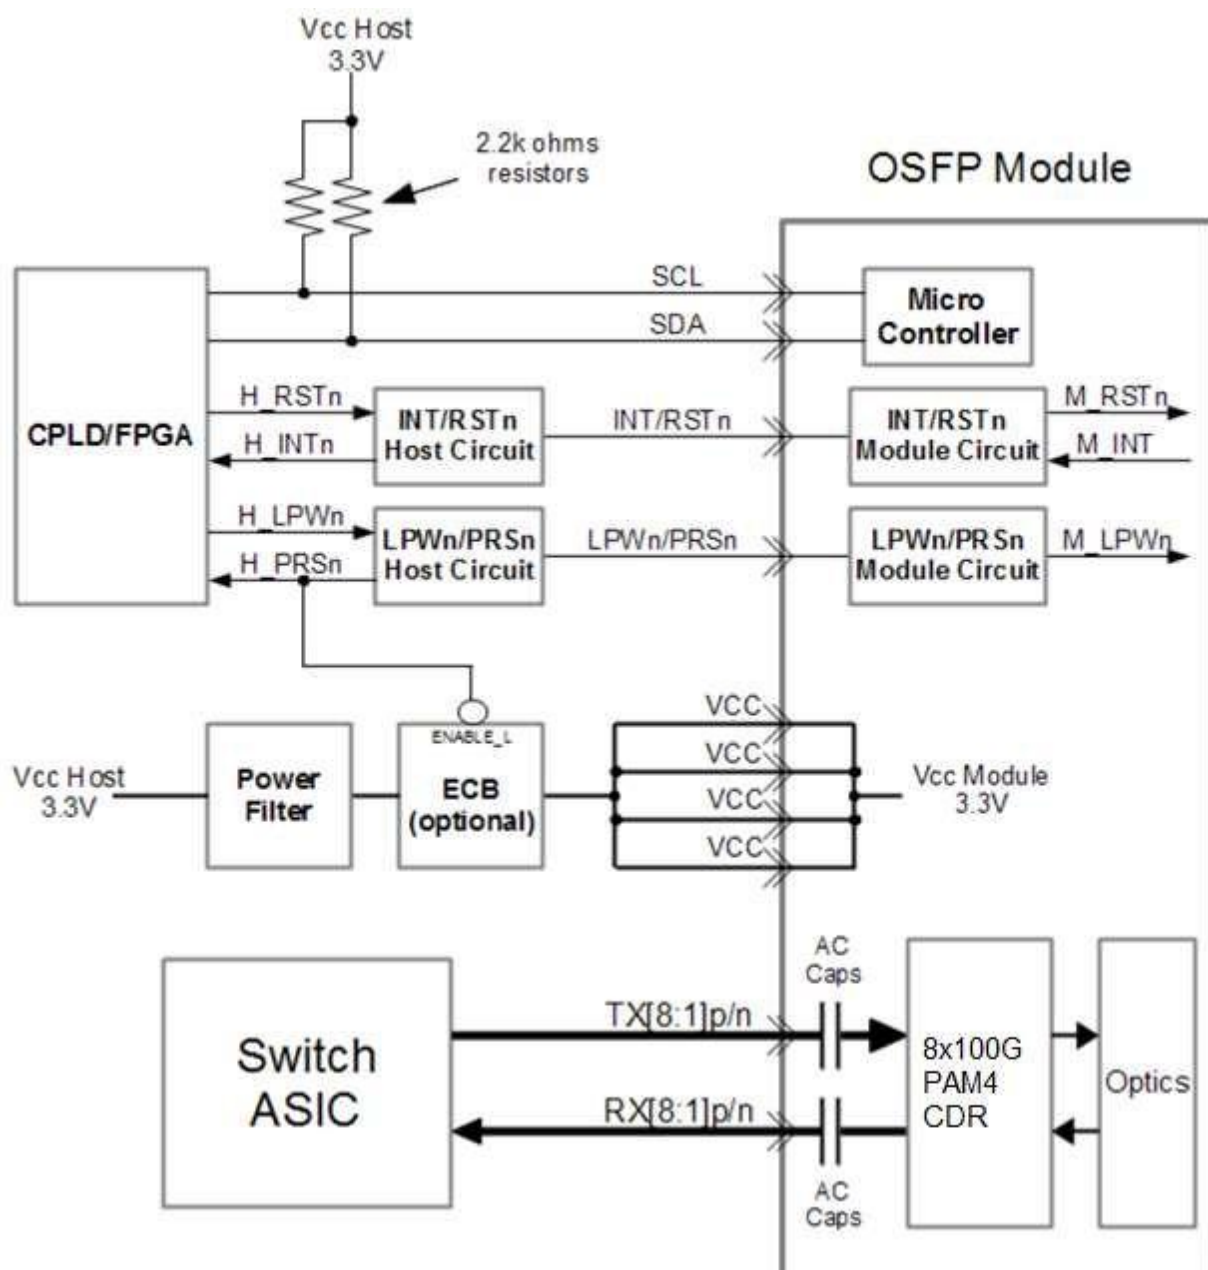 Vcc Host
3.3V
2.2k ohms
resistors
OSFP Module
SCL
SDA
Micro
Controller
CPLD/FPGA
H_RSTn
H_INTn
INT/RSTn
Host Circuit
INT/RSTn
INT/RSTn
Module Circuit
M_RSTn
M_INT
H_LPWn
H_PRSn
LPWn/PRSn
Host Circuit
LPWn/PRSn
LPWn/PRSn
Module Circuit
M_LPWn
Vcc Host
3.3V
Power
Filter
ENABLE_L
ECB
(optional)
VCC
VCC
VCC
VCC
Vcc Module
3.3V
Switch
ASIC
TX[8:1]p/n
RX[8:1]p/n
AC
Caps
AC
Caps
8x100G
PAM4
CDR
Optics